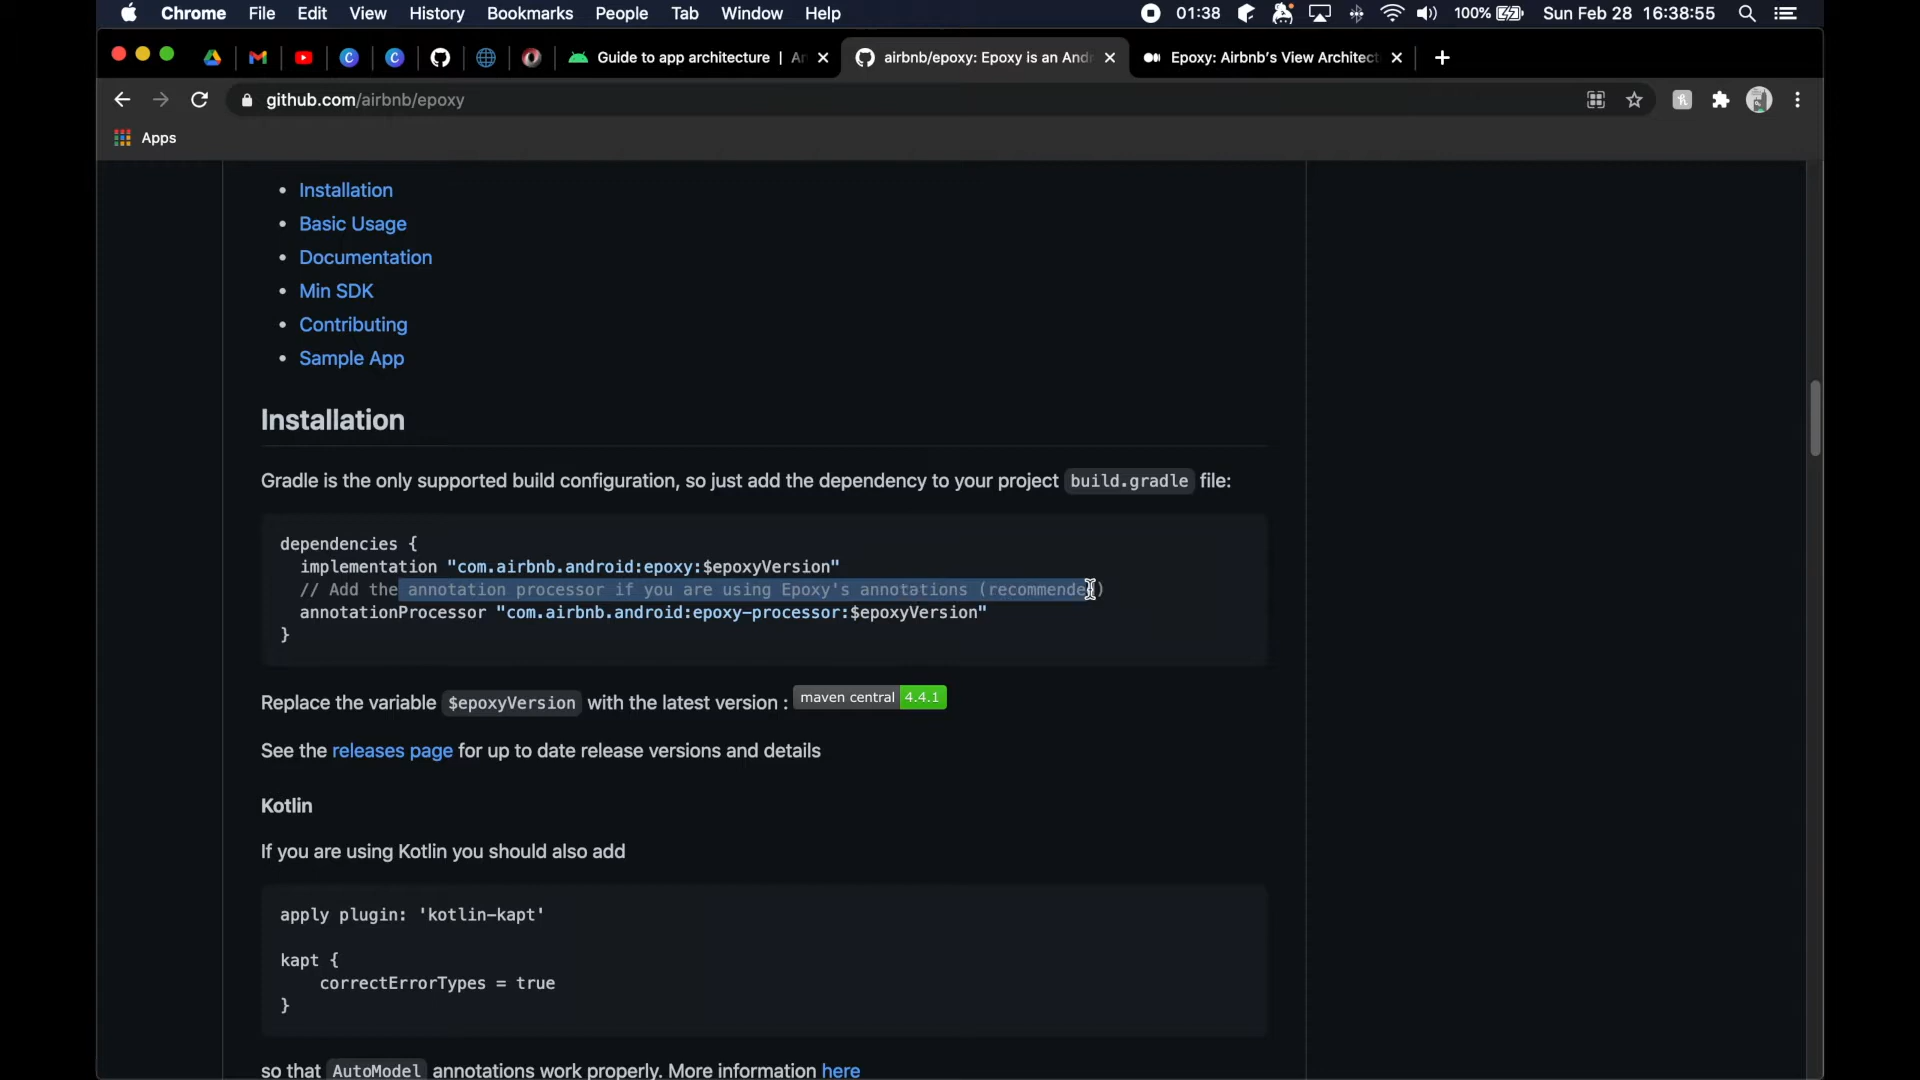 Chrome File Edit View History Bookmarks People Tab Window Help 01:38 100% Sun Feb 28 16:38:55
Guide to app architecture | An airbnb/epoxy: Epoxy is an Andr Epoxy: Airbnb's View Architect
github.com/airbnb/epoxy
Apps
• Installation
• Basic Usage
• Documentation
• Min SDK
• Contributing
• Sample App
Installation
Gradle is the only supported build configuration, so just add the dependency to your project build.gradle file:
dependencies {
implementation "com.airbnb.android:epoxy:$epoxyVersion"
// Add the annotation processor if you are using Epoxy's annotations (recommended)
annotationProcessor "com.airbnb.android:epoxy-processor:$epoxyVersion"
}
Replace the variable $epoxyVersion with the latest version : maven central 4.4.1
See the releases page for up to date release versions and details
Kotlin
If you are using Kotlin you should also add
apply plugin: 'kotlin-kapt'
kapt {
correctErrorTypes = true
}
so that AutoModel annotations work properly. More information here